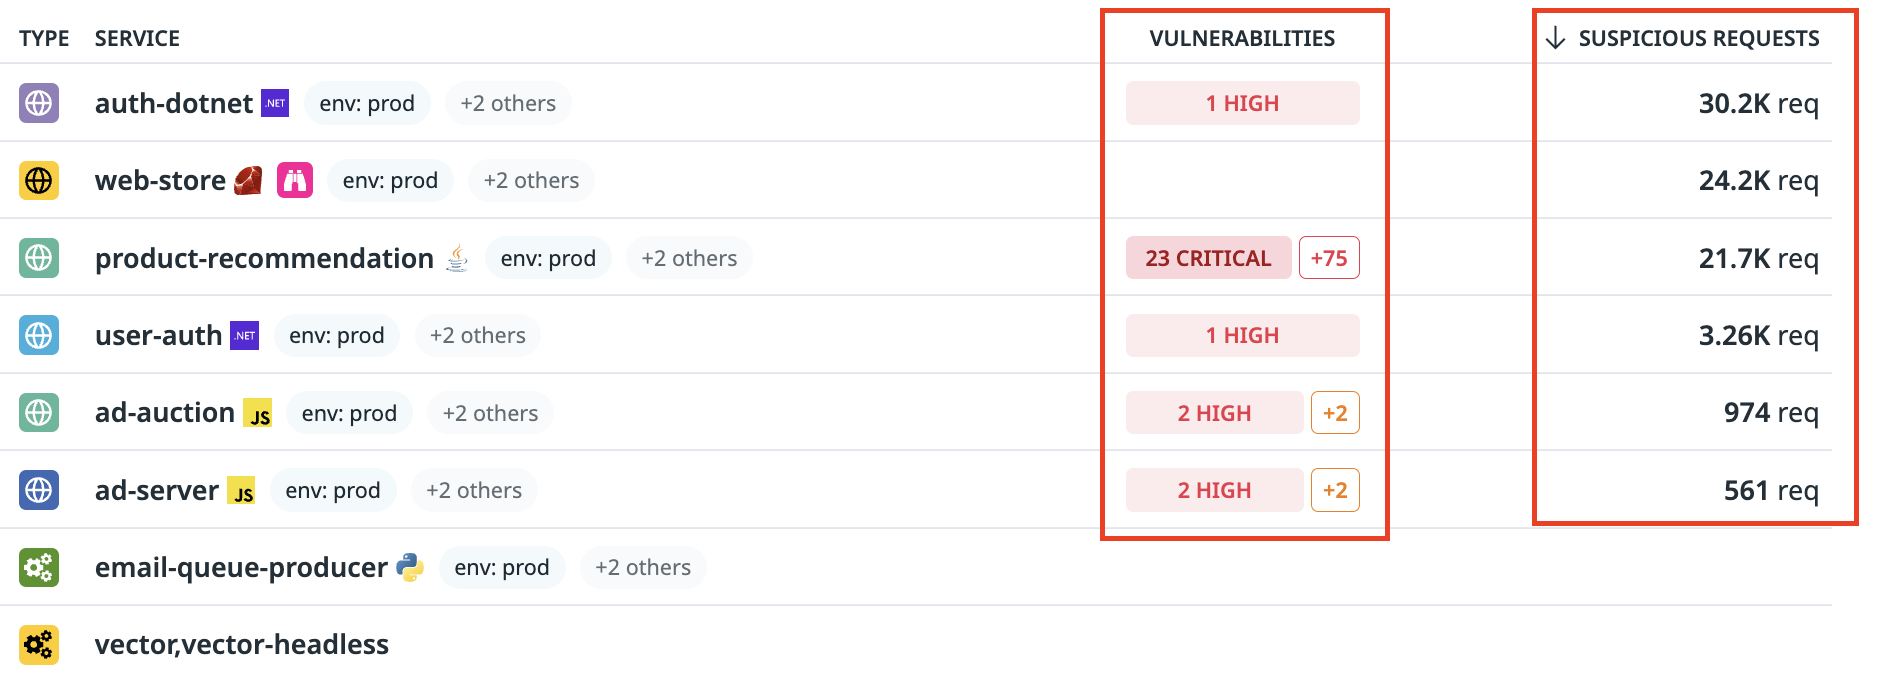 TYPE SERVICE VULNERABILITIES SUSPICIOUS REQUESTS
auth-dotnet .NET env: prod +2 others 1 HIGH 30.2K req
web-store env: prod +2 others 24.2K req
product-recommendation env: prod +2 others 23 CRITICAL +75 21.7K req
user-auth .NET env: prod +2 others 1 HIGH 3.26K req
ad-auction JS env: prod +2 others 2 HIGH +2 974 req
ad-server JS env: prod +2 others 2 HIGH +2 561 req
email-queue-producer env: prod +2 others
vector,vector-headless